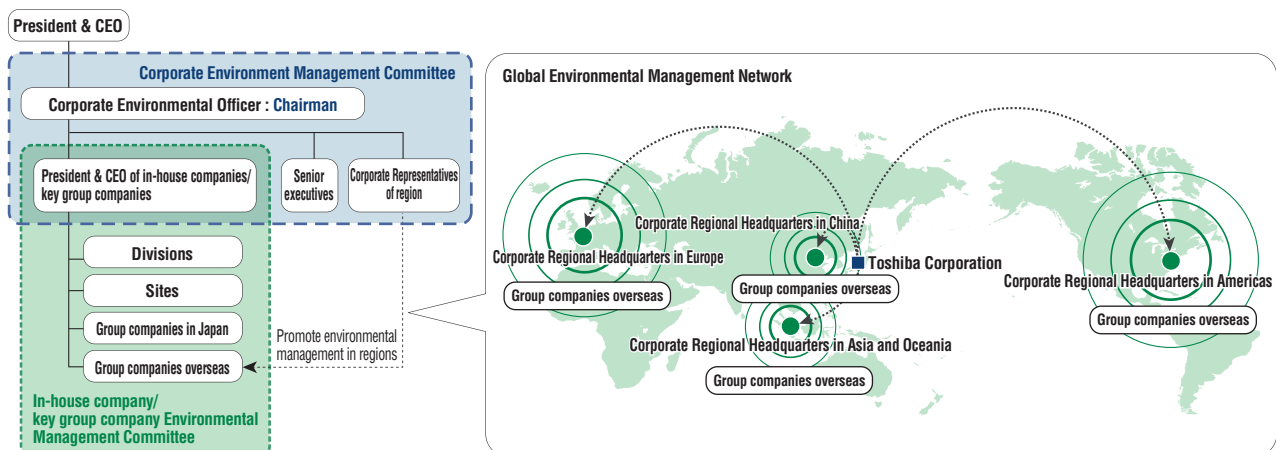 President & CEO
Corporate Environment Management Committee
Corporate Environmental Officer : Chairman
President & CEO of in-house companies/
key group companies
Senior
executives
Corporate Representatives
of region
Divisions
Sites
Group companies in Japan
Group companies overseas
Promote environmental
management in regions
In-house company/
key group company Environmental
Management Committee
Global Environmental Management Network
Corporate Regional Headquarters in Europe
Group companies overseas
Corporate Regional Headquarters in China
Group companies overseas
Toshiba Corporation
Corporate Regional Headquarters in Asia and Oceania
Group companies overseas
Corporate Regional Headquarters in Americas
Group companies overseas